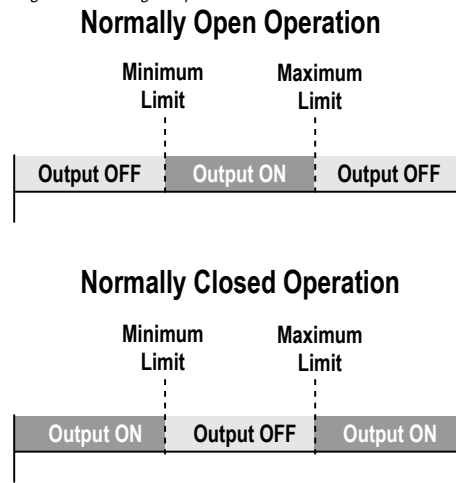 Normally Open Operation
Minimum Limit
Maximum Limit
Output OFF
Output ON
Output OFF
Normally Closed Operation
Minimum Limit
Maximum Limit
Output ON
Output OFF
Output ON